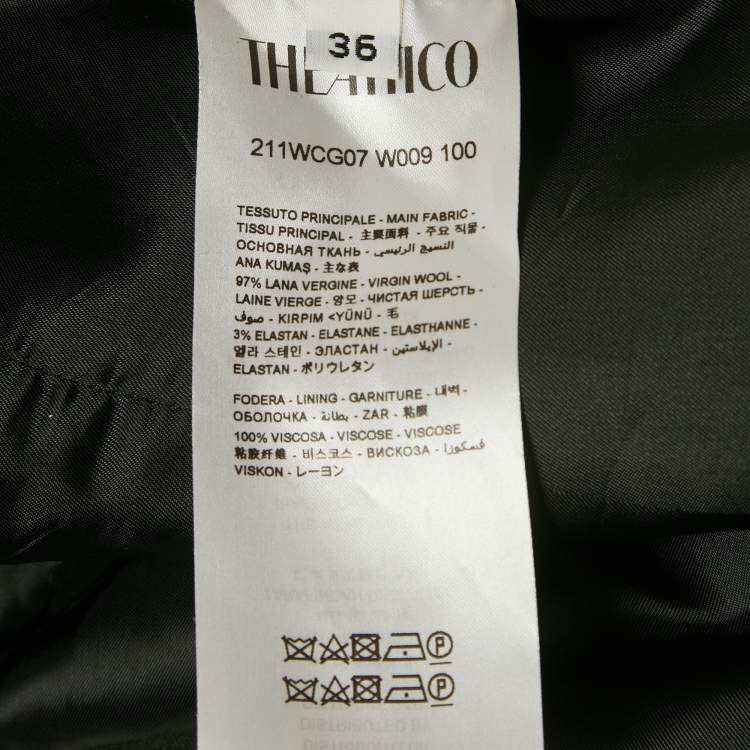 36
THE ATTICO
211WCG07 W009 100
TESSUTO PRINCIPALE - MAIN FABRIC -
TISSU PRINCIPAL - 主要面料 - 주요 직물 -
ОСНОВНАЯ ТКАНЬ - النسيج الرئيسي -
ANA KUMAŞ - 主な表
97% LANA VERGINE - VIRGIN WOOL -
LAINE VIERGE - 양모 - ЧИСТАЯ ШЕРСТЬ -
صوف - KIRPIM <YÜNÜ - 毛
3% ELASTAN - ELASTANE - ELASTHANNE -
엘라 스테인 - ЭЛАСТАН - الإيلاستين -
ELASTAN - ポリウレタン
FODERA - LINING - GARNITURE - 내벽 -
ОБОЛОЧКА - بطانة - ZAR - 粘膜
100% VISCOSA - VISCOSE - VISCOSE
粘胶纤维 - 비스코스 - ВИСКОЗА - فسكوزا -
VISKON - レーヨン
P
P
DISTRIBUTED BY